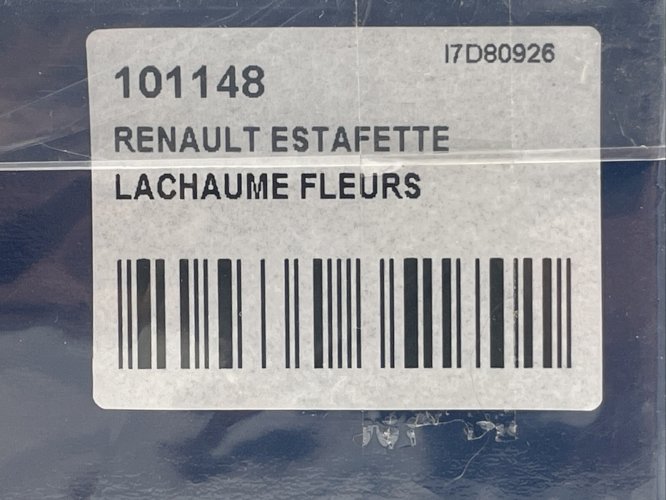 I7D80926
101148
RENAULT ESTAFETTE
LACHAUME FLEURS